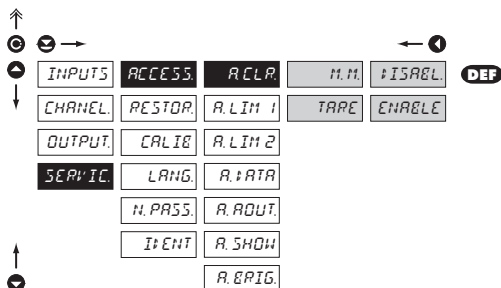 INPUTS ACCESS. A.CLR. M.M. DISABL. DEF
CHANEL. RESTOR. A.LIM 1 TARE ENABLE
OUTPUT. CALIB A.LIM 2
SERVIC. LANG. A.DATA
N.PASS. A.AOUT.
IDENT A.SHOW
A.BRIG.